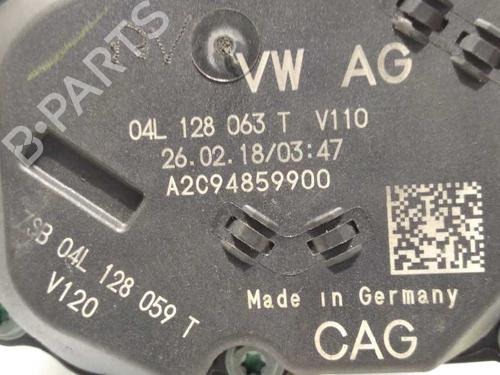 VW AG
04L 128 063 T V110
26.02.18/03:47
A2C94859900
ZSB 04L 128 059 T
V120
Made in Germany
CAG
B-PARTS